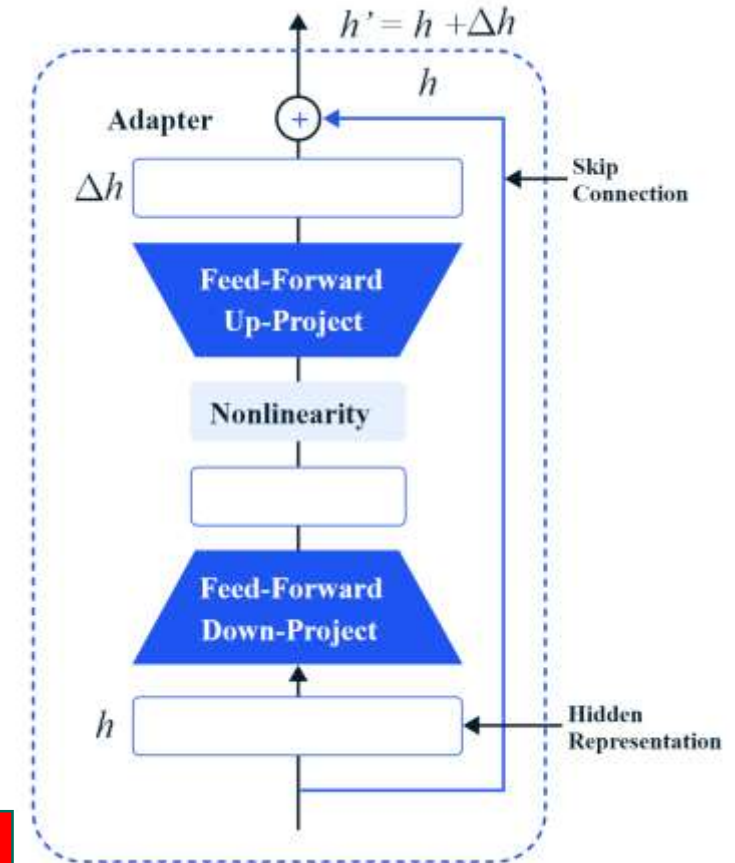 h' = h + Δh
h
Adapter
+
Δh
Skip
Connection
Feed-Forward
Up-Project
Nonlinearity
Feed-Forward
Down-Project
h
Hidden
Representation